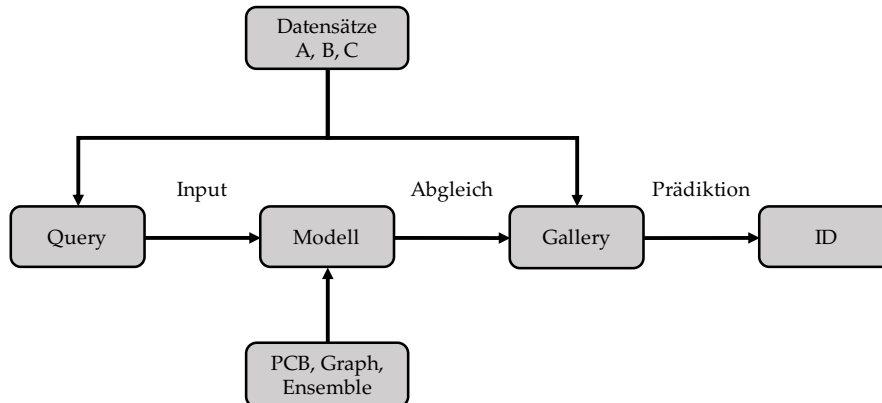 Datensätze
A, B, C
Input
Abgleich
Prädiktion
Query
Modell
Gallery
ID
PCB, Graph,
Ensemble